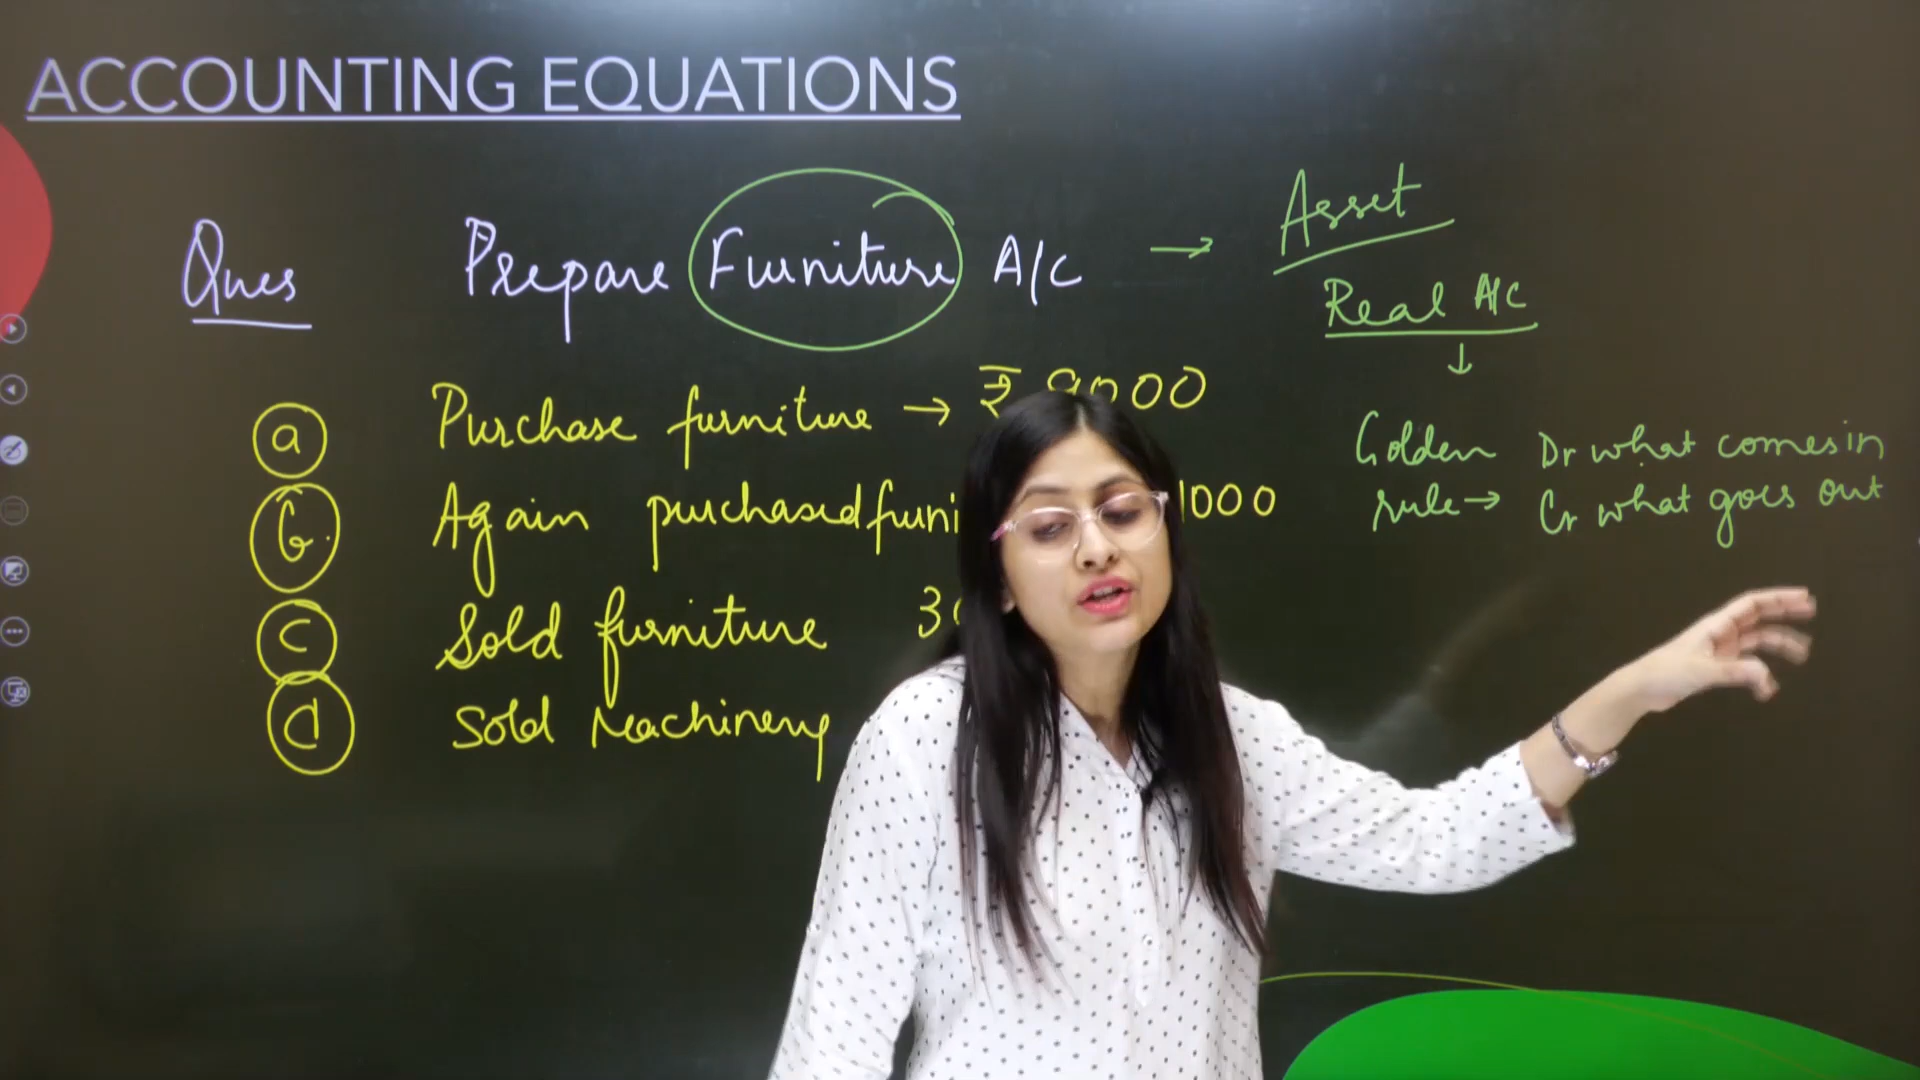 ACCOUNTING EQUATIONS
Ques Prepare Furniture A/C → Asset
Real A/C
↓
a Purchase furniture → ₹ 9000
Golden Dr what comes in
rule → Cr what goes out
b. Again purchased 1000
c Sold furniture
d Sold Machinery